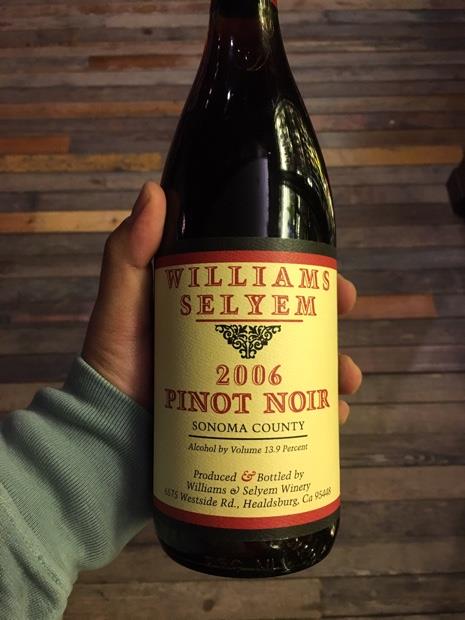 WILLIAMS
SELYEM
2006
PINOT NOIR
SONOMA COUNTY
Alcohol by Volume 13.9 Percent
Produced & Bottled by
Williams & Selyem Winery
6575 Westside Rd., Healdsburg, Ca 95448